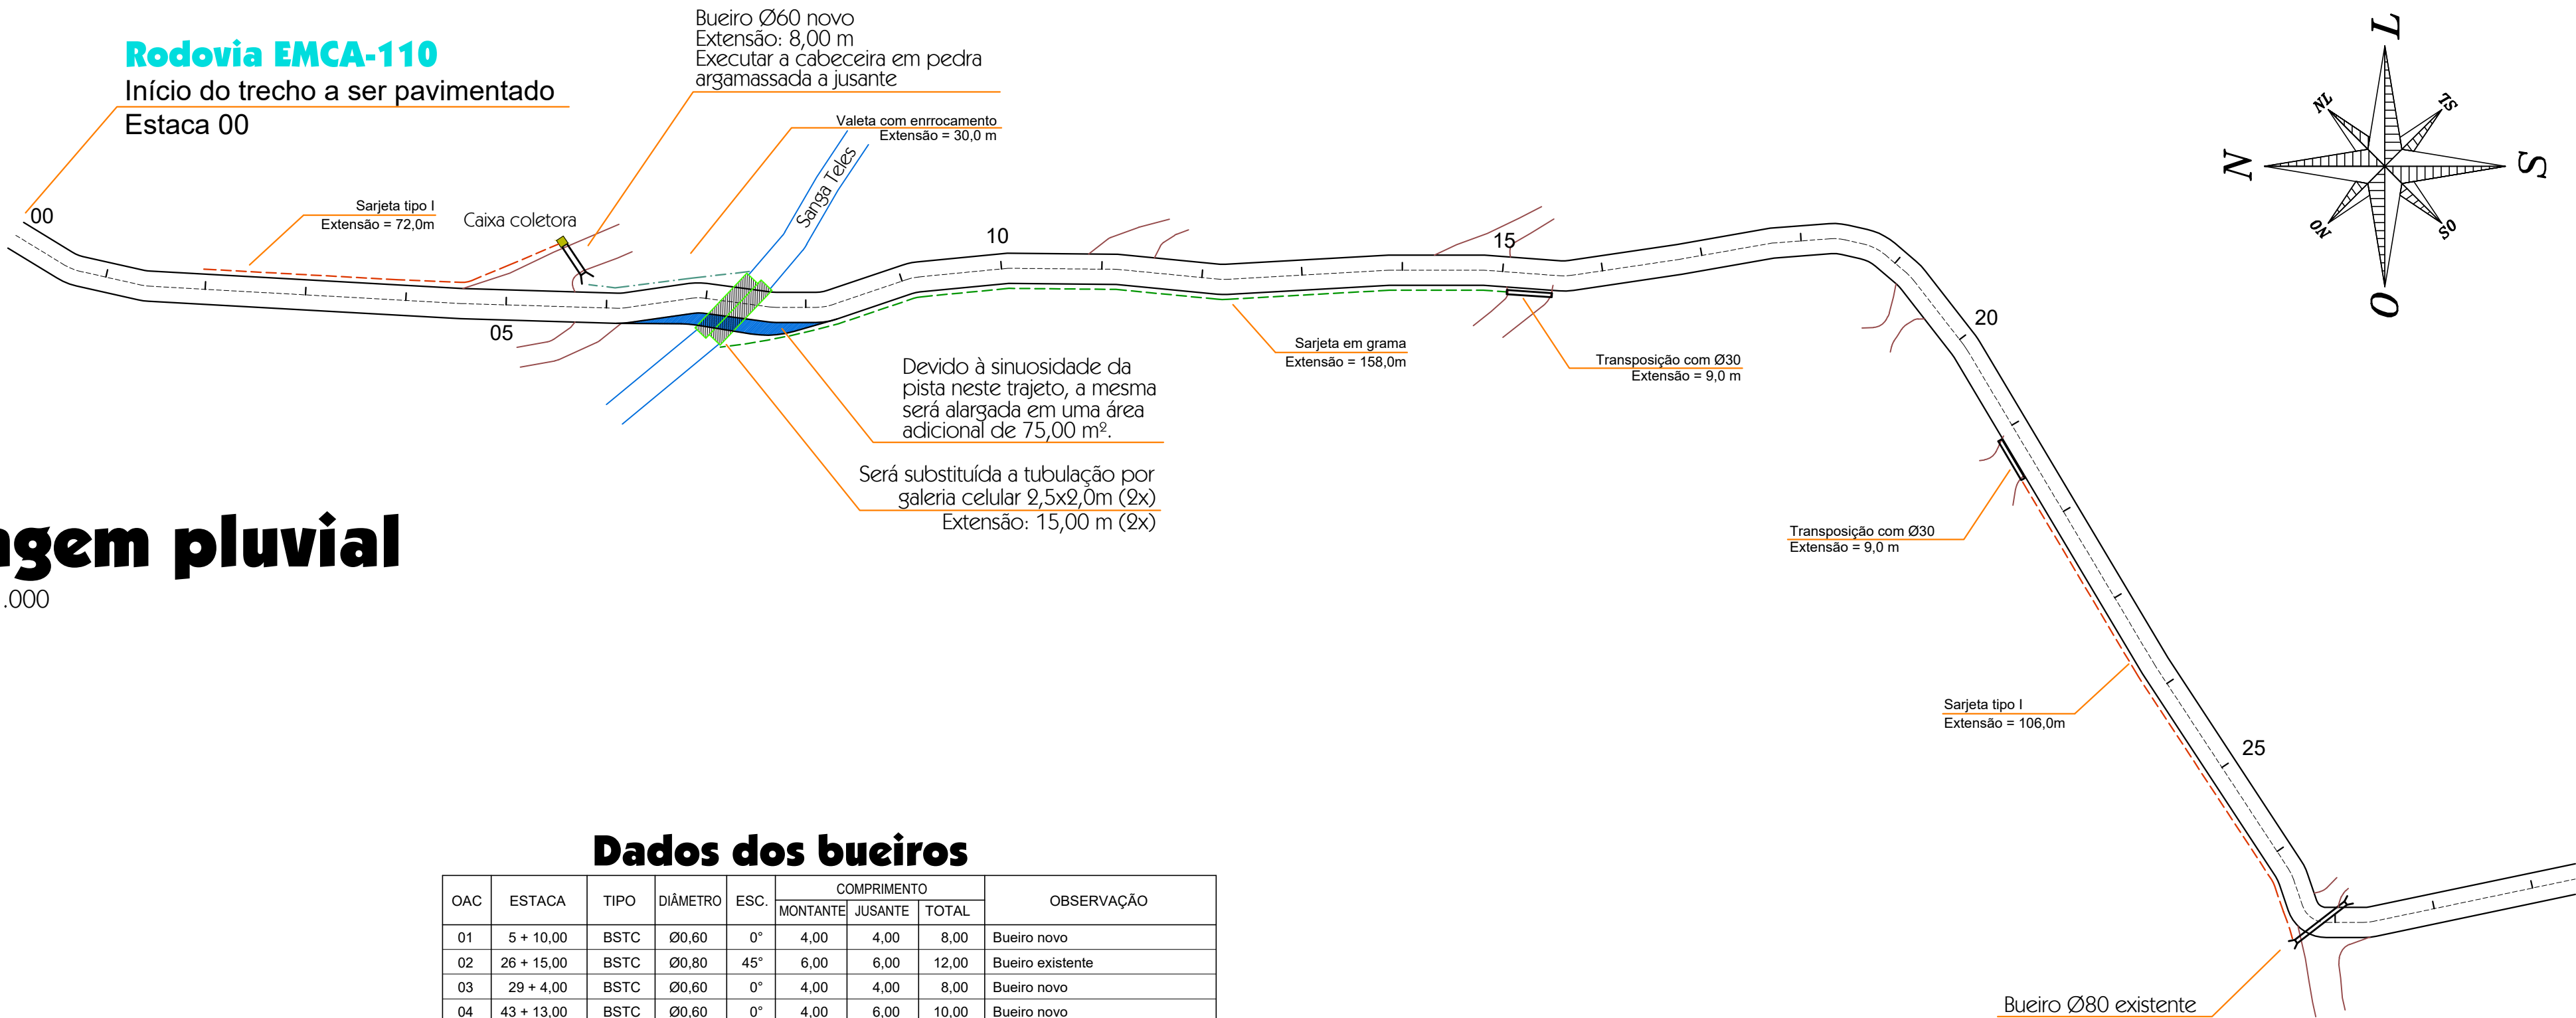 Rodovia EMCA-110
Início do trecho a ser pavimentado
Estaca 00
Bueiro Ø60 novo
Extensão: 8,00 m
Executar a cabeceira em pedra
argamassada a jusante
Valeta com enrrocamento
Extensão = 30,0 m
Sanga Teles
L
NL
SL
N
S
NO
SO
O
00
Sarjeta tipo I
Extensão = 72,0m
Caixa coletora
05
10
15
20
25
Sarjeta em grama
Extensão = 158,0m
Transposição com Ø30
Extensão = 9,0 m
Devido à sinuosidade da
pista neste trajeto, a mesma
será alargada em uma área
adicional de 75,00 m².
Será substituída a tubulação por
galeria celular 2,5x2,0m (2x)
Extensão: 15,00 m (2x)
Transposição com Ø30
Extensão = 9,0 m
Sarjeta tipo I
Extensão = 106,0m
Bueiro Ø80 existente
agem pluvial
.000
Dados dos bueiros
OAC ESTACA TIPO DIÂMETRO ESC. COMPRIMENTO OBSERVAÇÃO
MONTANTE JUSANTE TOTAL
01 5 + 10,00 BSTC Ø0,60 0° 4,00 4,00 8,00 Bueiro novo
02 26 + 15,00 BSTC Ø0,80 45° 6,00 6,00 12,00 Bueiro existente
03 29 + 4,00 BSTC Ø0,60 0° 4,00 4,00 8,00 Bueiro novo
04 43 + 13,00 BSTC Ø0,60 0° 4,00 6,00 10,00 Bueiro novo